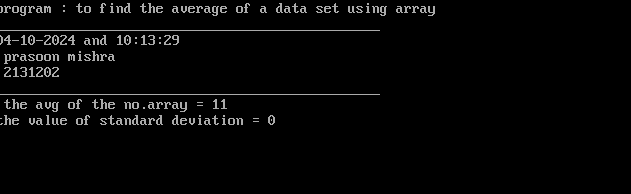 program : to find the average of a data set using array
04-10-2024 and 10:13:29
prasoon mishra
2131202
the avg of the no.array = 11
the value of standard deviation = 0